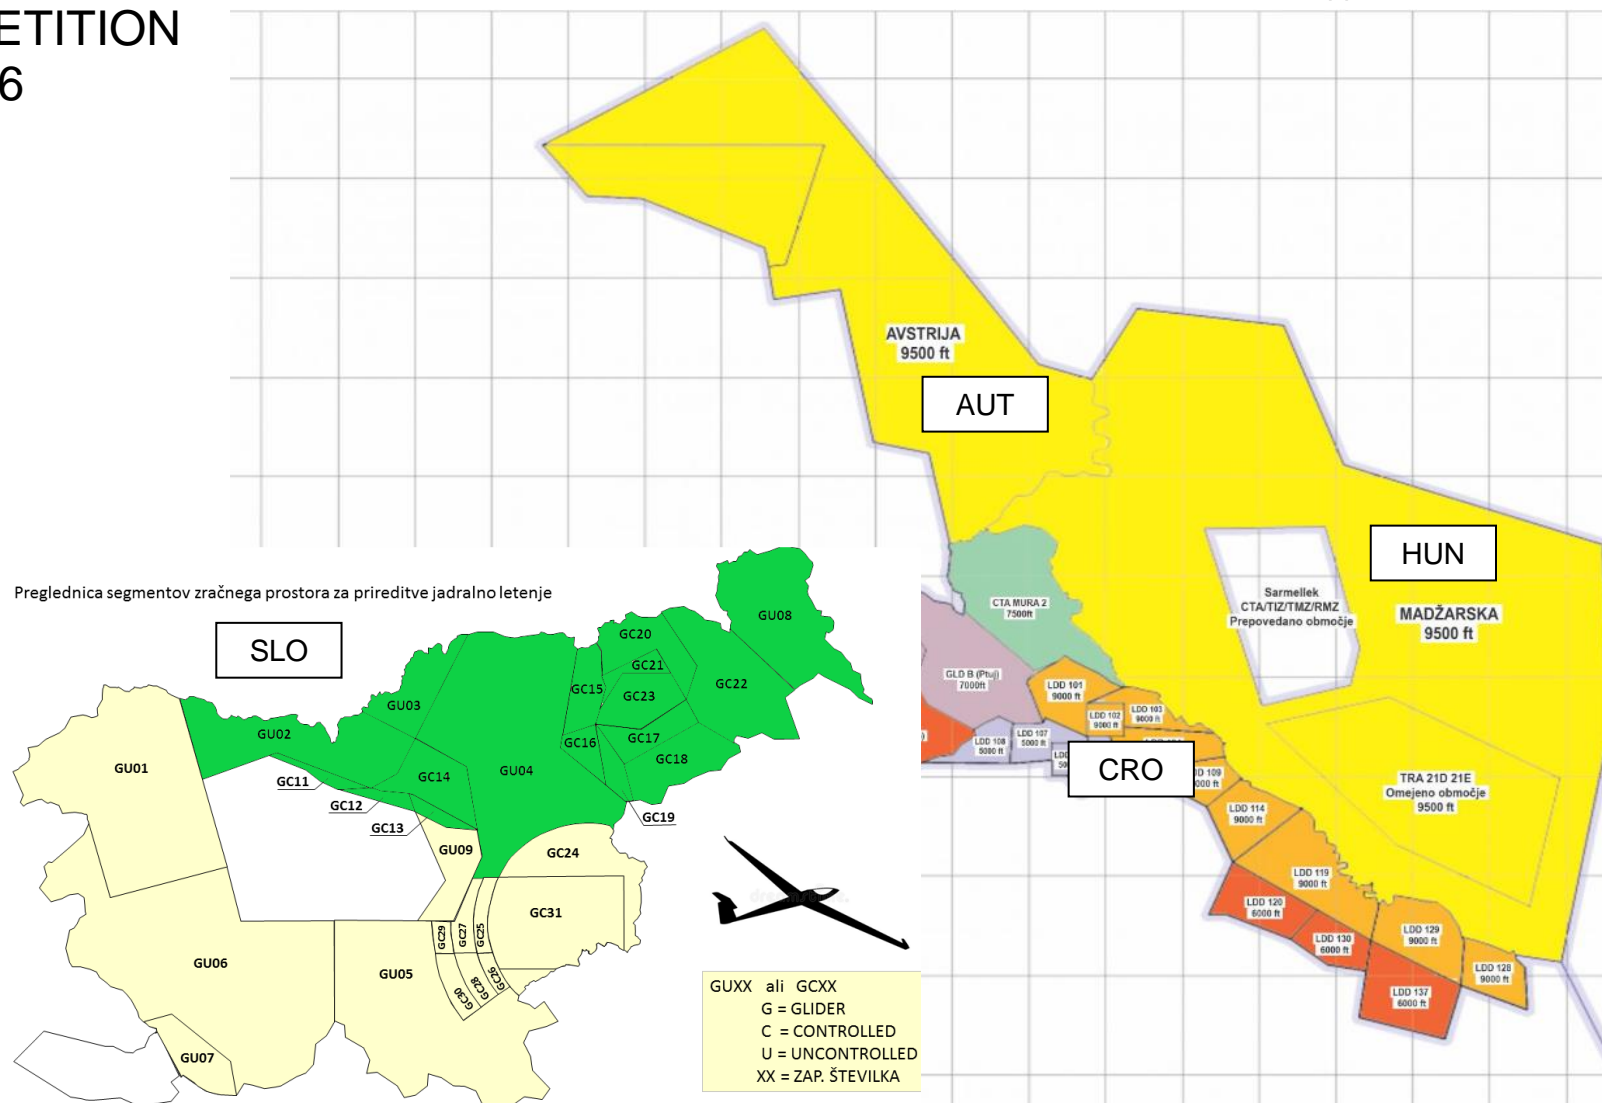 ETITION
6
AVSTRIJA
9500 ft
AUT
HUN
Sarmellek
CTA/TIZ/TMZ/RMZ
Prepovedano območje
MADŽARSKA
9500 ft
CTA MURA 2
7500ft
GLD B (Ptuj)
7000ft
LDD 101
9000 ft
LDD 102
9000 ft
LDD 103
9000 ft
LDD 108
5000 ft
LDD 107
5000 ft
CRO
109
LDD 114
9000 ft
TRA 21D 21E
Omejeno območje
9500 ft
LDD 119
9000 ft
LDD 120
6000 ft
LDD 130
6000 ft
LDD 129
9000 ft
LDD 128
9000 ft
LDD 137
6000 ft
Preglednica segmentov zračnega prostora za prireditve jadralno letenje
SLO
GU08
GC20
GC21
GC15
GC23
GC22
GU03
GU02
GC16
GC17
GC18
GU01
GC14
GU04
GC11
GC12
GC13
GC19
GU09
GC24
GC31
GC29
GC27
GC25
GU06
GU05
GC30
GC28
GC26
GU07
GUXX ali GCXX
G = GLIDER
C = CONTROLLED
U = UNCONTROLLED
XX = ZAP. ŠTEVILKA